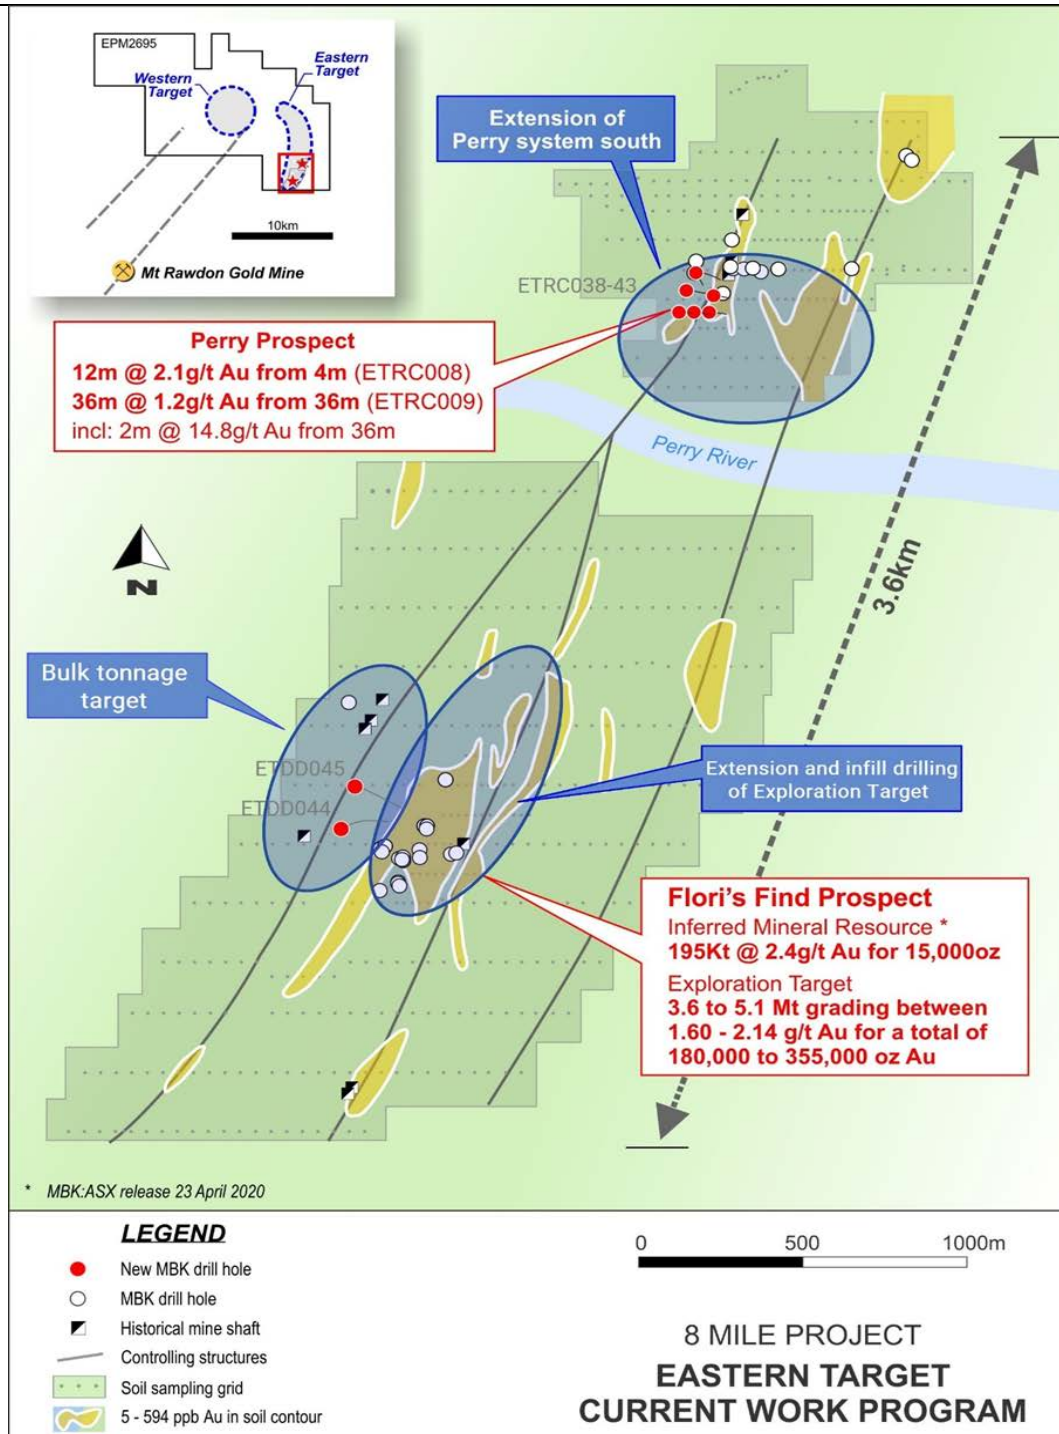 EPM2695
Western
Target
Eastern
Target
10km
Mt Rawdon Gold Mine
Extension of
Perry system south
ETRC038-43
Perry Prospect
12m @ 2.1g/t Au from 4m (ETRC008)
36m @ 1.2g/t Au from 36m (ETRC009)
incl: 2m @ 14.8g/t Au from 36m
Perry River
N
3.6km
Bulk tonnage
target
ETDD045
ETDD044
Extension and infill drilling
of Exploration Target
Flori's Find Prospect
Inferred Mineral Resource *
195Kt @ 2.4g/t Au for 15,000oz
Exploration Target
3.6 to 5.1 Mt grading between
1.60 - 2.14 g/t Au for a total of
180,000 to 355,000 oz Au
* MBK:ASX release 23 April 2020
LEGEND
New MBK drill hole
MBK drill hole
Historical mine shaft
Controlling structures
Soil sampling grid
5 - 594 ppb Au in soil contour
0 500 1000m
8 MILE PROJECT
EASTERN TARGET
CURRENT WORK PROGRAM